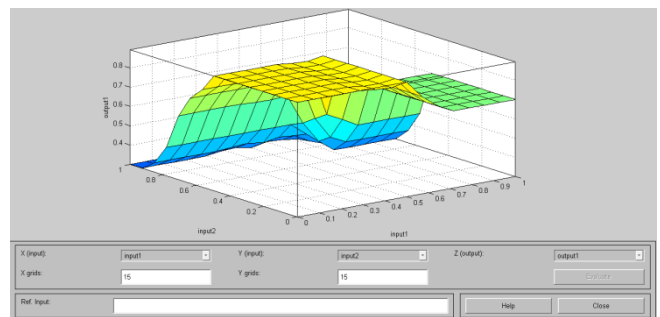 0.8
0.7
0.6
0.5
0.4
output1
1
0.8
0.6
0.4
0.2
0
input2
0 0.1 0.2 0.3 0.4 0.5 0.6 0.7 0.8 0.9 1
input1
X (input): input1 Y (input): input2 Z (output): output1
X grids: 15 Y grids: 15 Evaluate
Ref. Input: Help Close